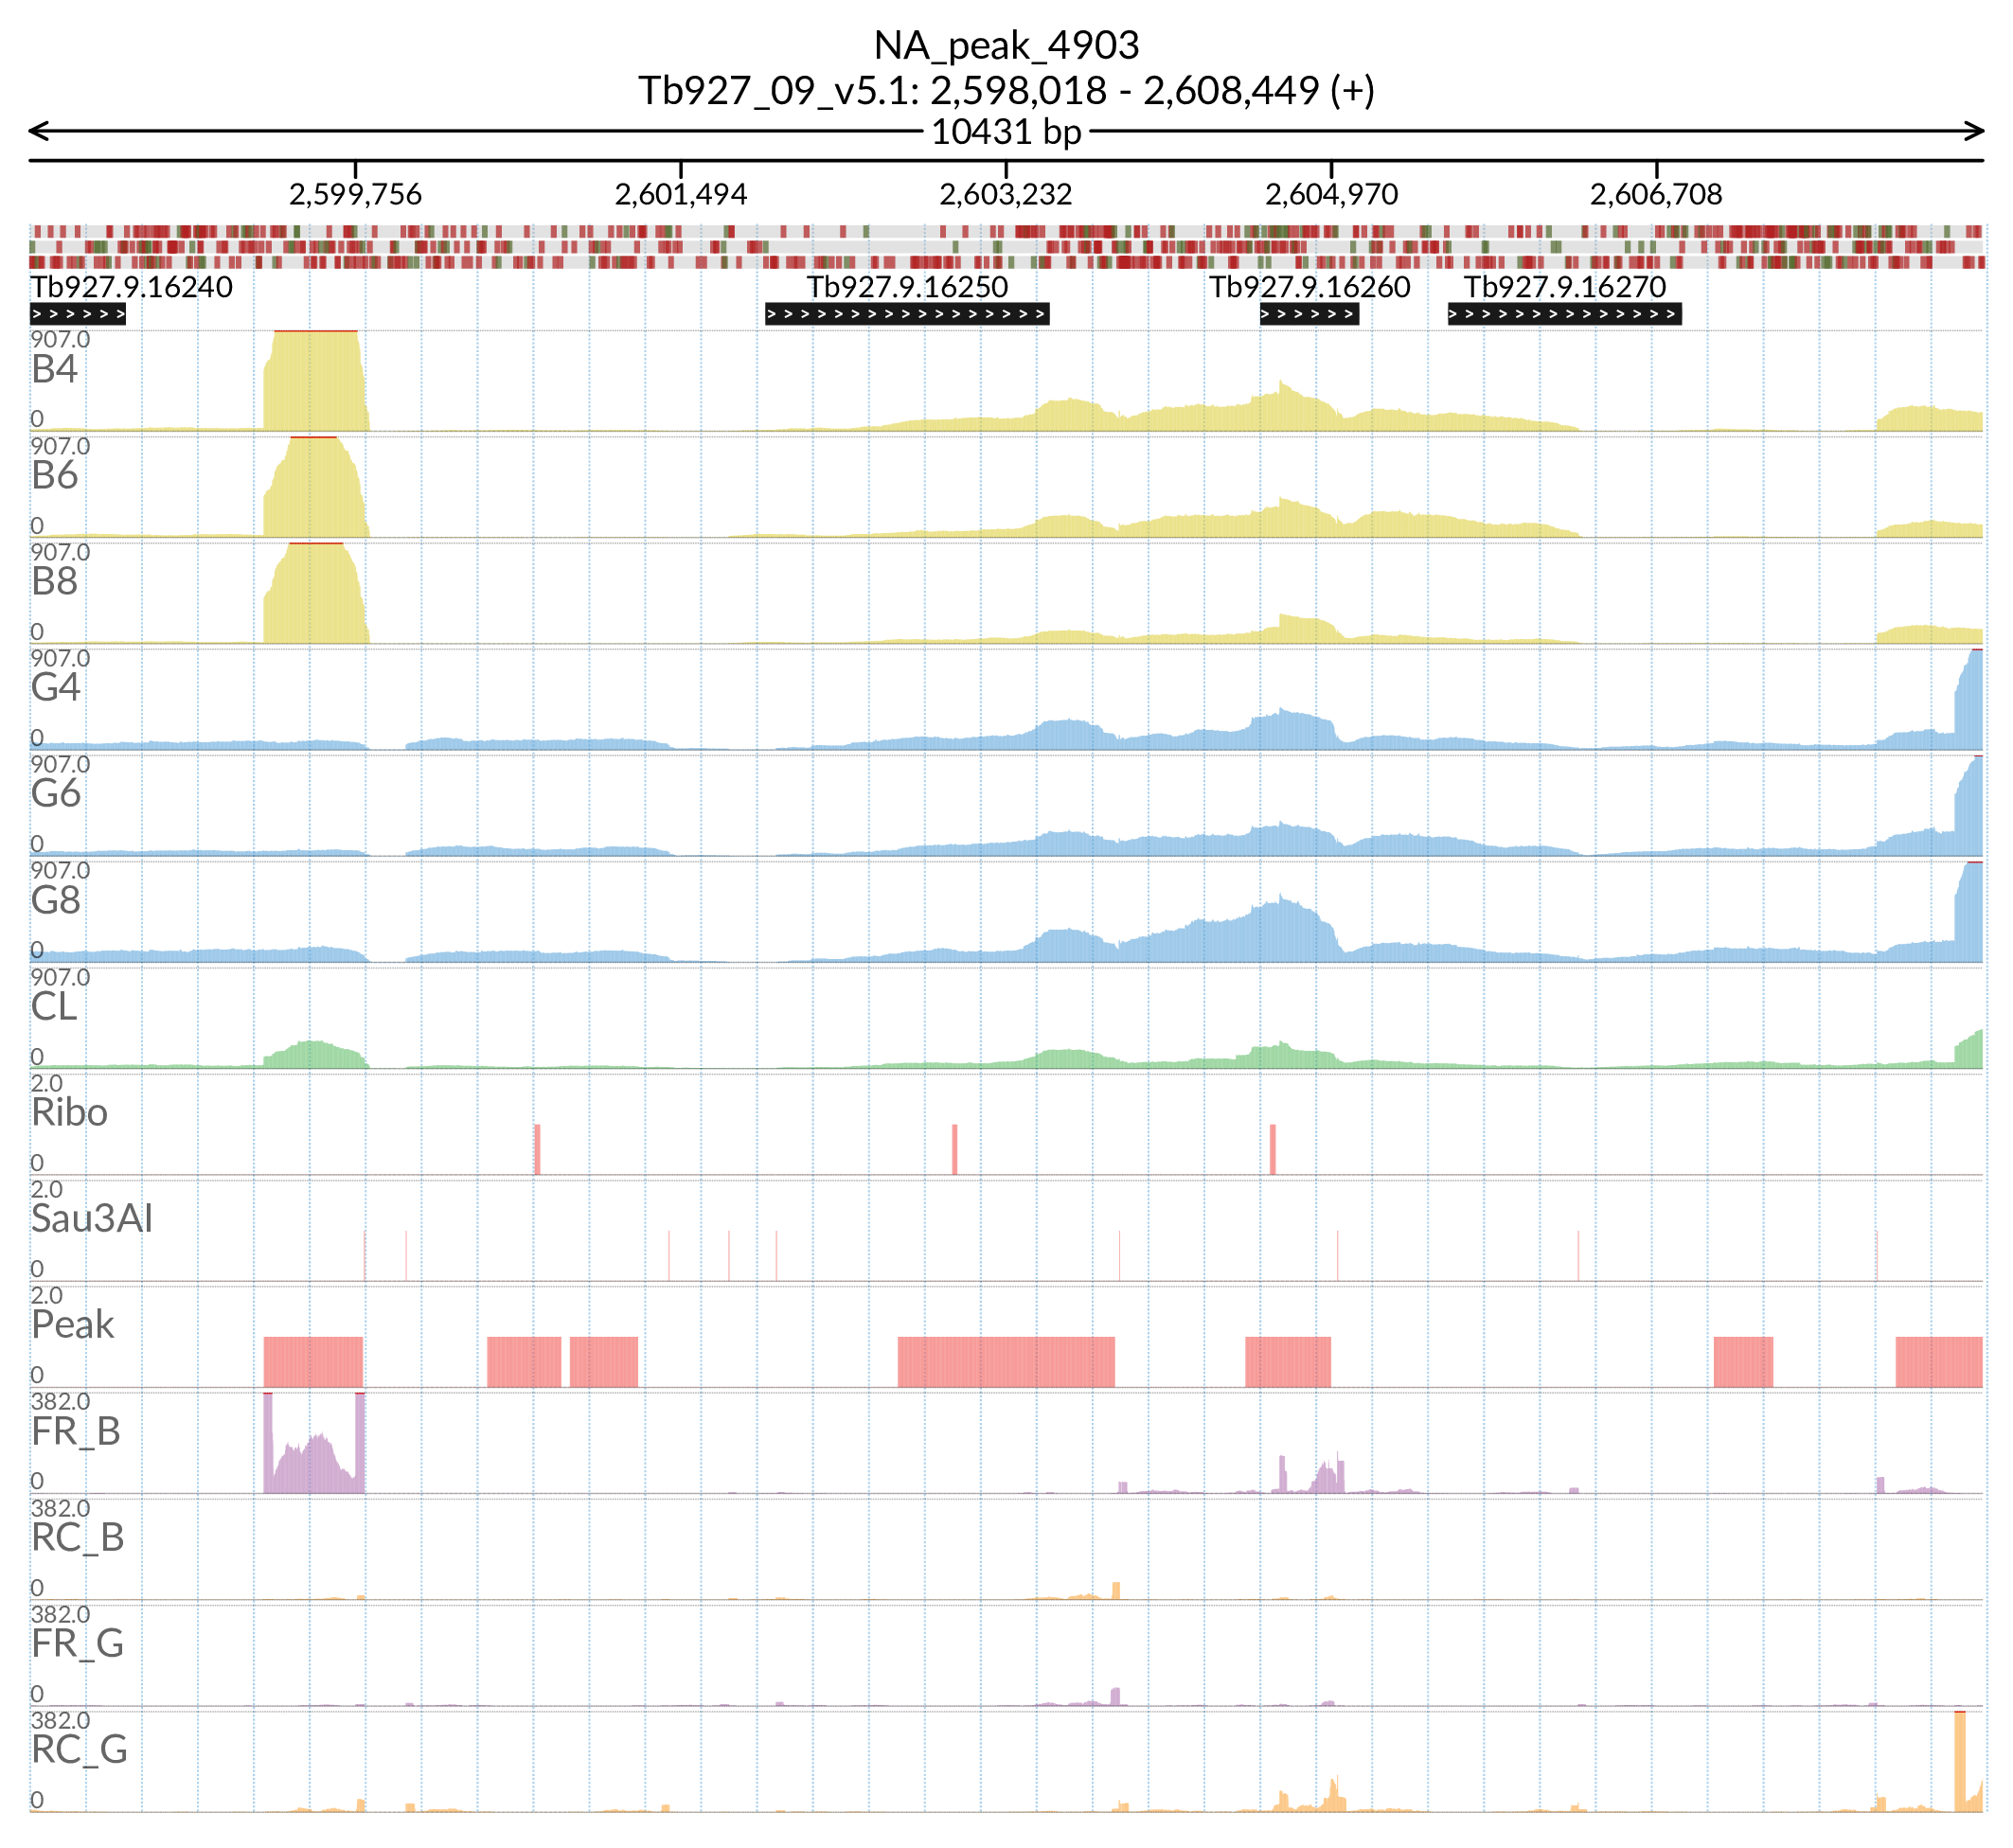 NA_peak_4903
Tb927_09_v5.1: 2,598,018 - 2,608,449 (+)
10431 bp
2,599,756 2,601,494 2,603,232 2,604,970 2,606,708
Tb927.9.16240 Tb927.9.16250 Tb927.9.16260 Tb927.9.16270
907.0
B4
0
907.0
B6
0
907.0
B8
0
907.0
G4
0
907.0
G6
0
907.0
G8
0
907.0
CL
0
2.0
Ribo
0
2.0
Sau3AI
0
2.0
Peak
0
382.0
FR_B
0
382.0
RC_B
0
382.0
FR_G
0
382.0
RC_G
0